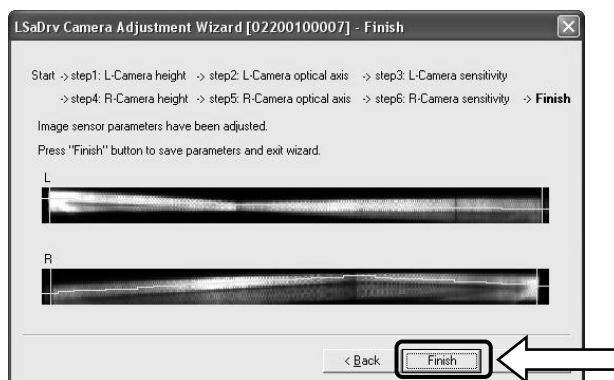 LSaDrv Camera Adjustment Wizard [02200100007] - Finish
Start -> step1: L-Camera height -> step2: L-Camera optical axis -> step3: L-Camera sensitivity
-> step4: R-Camera height -> step5: R-Camera optical axis -> step6: R-Camera sensitivity -> Finish
Image sensor parameters have been adjusted.
Press "Finish" button to save parameters and exit wizard.
L
R
< Back Finish